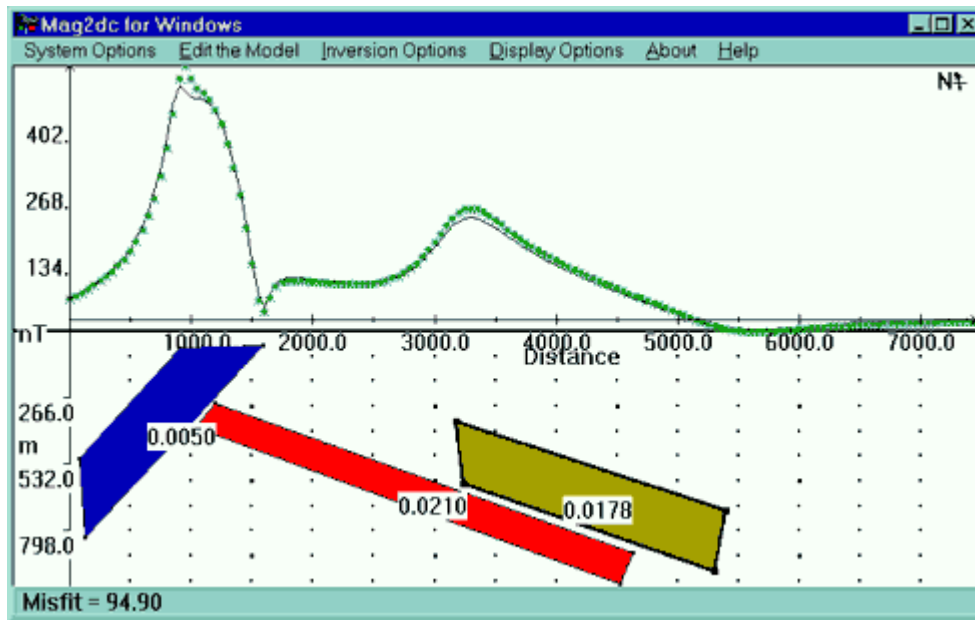 Mag2dc for Windows
System Options Edit the Model Inversion Options Display Options About Help
402.
268.
134.
nT
1000.0 2000.0 3000.0 4000.0 5000.0 6000.0 7000.0
Distance
266.0
m
532.0
798.0
0.0050
0.0210
0.0178
Misfit = 94.90